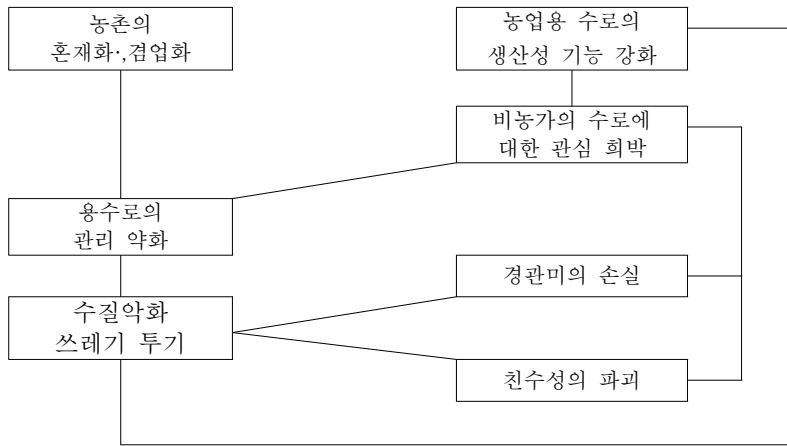 농촌의
혼재화·,겸업화
농업용 수로의
생산성 기능 강화
비농가의 수로에
대한 관심 희박
용수로의
관리 약화
경관미의 손실
수질악화
쓰레기 투기
친수성의 파괴